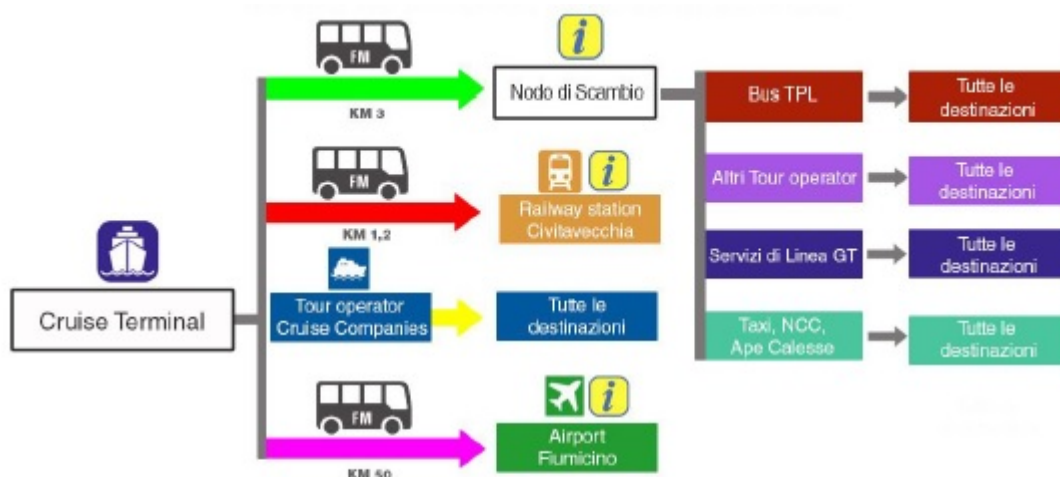 FM
KM 3
i
Nodo di Scambio
Bus TPL
Tutte le
destinazioni
Altri Tour operator
Tutte le
destinazioni
FM
KM 1,2
i
Railway station
Civitavecchia
Servizi di Linea GT
Tutte le
destinazioni
Cruise Terminal
Tour operator
Cruise Companies
Tutte le
destinazioni
Taxi, NCC,
Ape Calesse
Tutte le
destinazioni
FM
KM 50
i
Airport
Fiumicino